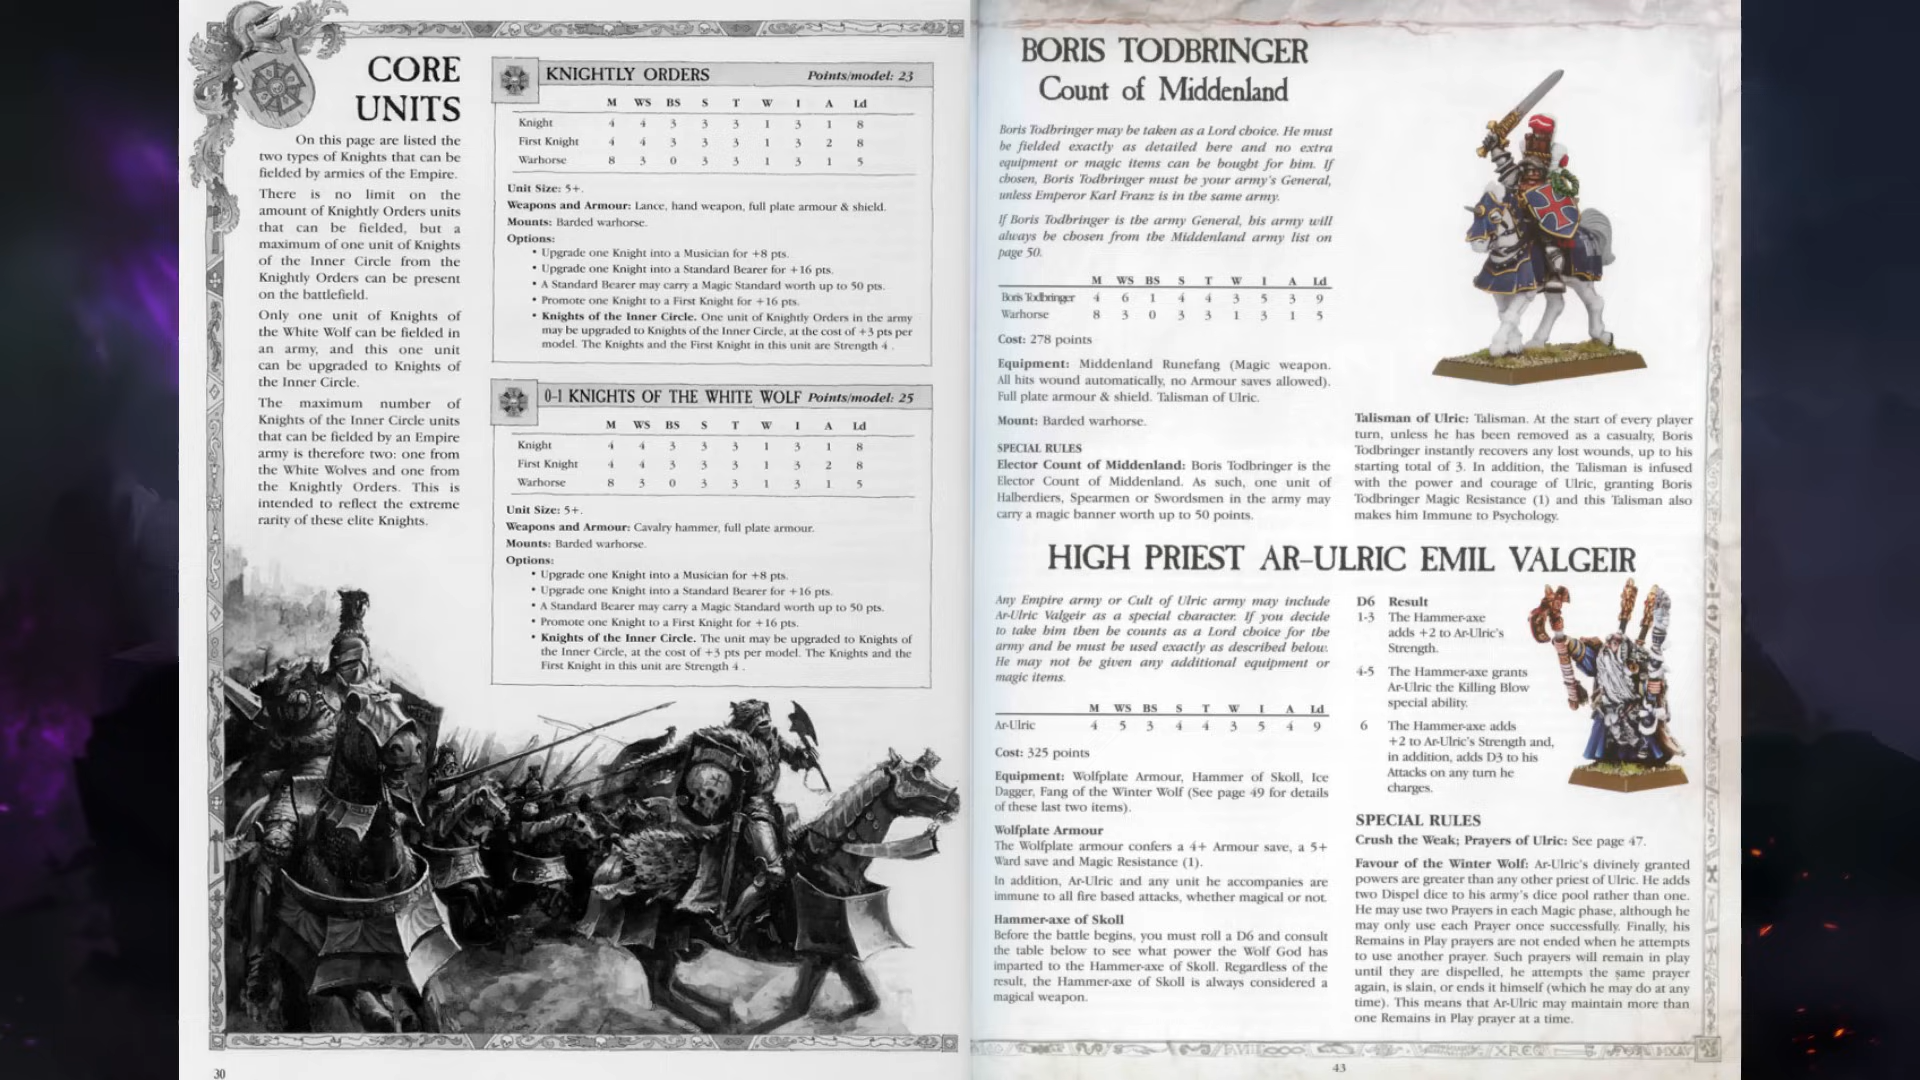 CORE
UNITS
On this page are listed the
two types of Knights that can be
fielded by armies of the Empire.
There is no limit on the
amount of Knightly Orders units
that can be fielded, but a
maximum of one unit of Knights
of the Inner Circle from the
Knightly Orders can be present
on the battlefield.
Only one unit of Knights of
the White Wolf can be fielded in
an army, and this one unit
can be upgraded to Knights of
the Inner Circle.
The maximum number of
Knights of the Inner Circle units
that can be fielded by an Empire
army is therefore two: one from
the White Wolves and one from
the Knightly Orders. This is
intended to reflect the extreme
rarity of these elite Knights.
KNIGHTLY ORDERS Points/model: 23
M WS BS S T W I A Ld
Knight 4 4 3 3 3 1 3 1 8
First Knight 4 4 3 3 3 1 3 2 8
Warhorse 8 3 0 3 3 1 3 1 5
Unit Size: 5+.
Weapons and Armour: Lance, hand weapon, full plate armour & shield.
Mounts: Barded warhorse.
Options:
• Upgrade one Knight into a Musician for +8 pts.
• Upgrade one Knight into a Standard Bearer for +16 pts.
• A Standard Bearer may carry a Magic Standard worth up to 50 pts.
• Promote one Knight to a First Knight for +16 pts.
• Knights of the Inner Circle. One unit of Knightly Orders in the army
may be upgraded to Knights of the Inner Circle, at the cost of +3 pts per
model. The Knights and the First Knight in this unit are Strength 4 .
0-1 KNIGHTS OF THE WHITE WOLF Points/model: 25
M WS BS S T W I A Ld
Knight 4 4 3 3 3 1 3 1 8
First Knight 4 4 3 3 3 1 3 2 8
Warhorse 8 3 0 3 3 1 3 1 5
Unit Size: 5+.
Weapons and Armour: Cavalry hammer, full plate armour.
Mounts: Barded warhorse.
Options:
• Upgrade one Knight into a Musician for +8 pts.
• Upgrade one Knight into a Standard Bearer for +16 pts.
• A Standard Bearer may carry a Magic Standard worth up to 50 pts.
• Promote one Knight to a First Knight for +16 pts.
• Knights of the Inner Circle. The unit may be upgraded to Knights of
the Inner Circle, at the cost of +3 pts per model. The Knights and the
First Knight in this unit are Strength 4 .
30
BORIS TODBRINGER
Count of Middenland
Boris Todbringer may be taken as a Lord choice. He must
be fielded exactly as detailed here and no extra
equipment or magic items can be bought for him. If
chosen, Boris Todbringer must be your army's General,
unless Emperor Karl Franz is in the same army.
If Boris Todbringer is the army General, his army will
always be chosen from the Middenland army list on
page 50.
M WS BS S T W I A Ld
Boris Todbringer 4 6 1 4 4 3 5 3 9
Warhorse 8 3 0 3 3 1 3 1 5
Cost: 278 points
Equipment: Middenland Runefang (Magic weapon.
All hits wound automatically, no Armour saves allowed).
Full plate armour & shield. Talisman of Ulric.
Mount: Barded warhorse.
SPECIAL RULES
Elector Count of Middenland: Boris Todbringer is the
Elector Count of Middenland. As such, one unit of
Halberdiers, Spearmen or Swordsmen in the army may
carry a magic banner worth up to 50 points.
Talisman of Ulric: Talisman. At the start of every player
turn, unless he has been removed as a casualty, Boris
Todbringer instantly recovers any lost wounds, up to his
starting total of 3. In addition, the Talisman is infused
with the power and courage of Ulric, granting Boris
Todbringer Magic Resistance (1) and this Talisman also
makes him Immune to Psychology.
HIGH PRIEST AR-ULRIC EMIL VALGEIR
Any Empire army or Cult of Ulric army may include
Ar-Ulric Valgeir as a special character. If you decide
to take him then he counts as a Lord choice for the
army and he must be used exactly as described below.
He may not be given any additional equipment or
magic items.
M WS BS S T W I A Ld
Ar-Ulric 4 5 3 4 4 3 5 4 9
Cost: 325 points
Equipment: Wolfplate Armour, Hammer of Skoll, Ice
Dagger, Fang of the Winter Wolf (See page 49 for details
of these last two items).
Wolfplate Armour
The Wolfplate armour confers a 4+ Armour save, a 5+
Ward save and Magic Resistance (1).
In addition, Ar-Ulric and any unit he accompanies are
immune to all fire based attacks, whether magical or not.
Hammer-axe of Skoll
Before the battle begins, you must roll a D6 and consult
the table below to see what power the Wolf God has
imparted to the Hammer-axe of Skoll. Regardless of the
result, the Hammer-axe of Skoll is always considered a
magical weapon.
D6 Result
1-3 The Hammer-axe
adds +2 to Ar-Ulric's
Strength.
4-5 The Hammer-axe grants
Ar-Ulric the Killing Blow
special ability.
6 The Hammer-axe adds
+2 to Ar-Ulric's Strength and,
in addition, adds D3 to his
Attacks on any turn he
charges.
SPECIAL RULES
Crush the Weak; Prayers of Ulric: See page 47.
Favour of the Winter Wolf: Ar-Ulric's divinely granted
powers are greater than any other priest of Ulric. He adds
two Dispel dice to his army's dice pool rather than one.
He may use two Prayers in each Magic phase, although he
may only use each Prayer once successfully. Finally, his
Remains in Play prayers are not ended when he attempts
to use another prayer. Such prayers will remain in play
until they are dispelled, he attempts the same prayer
again, is slain, or ends it himself (which he may do at any
time). This means that Ar-Ulric may maintain more than
one Remains in Play prayer at a time.
43